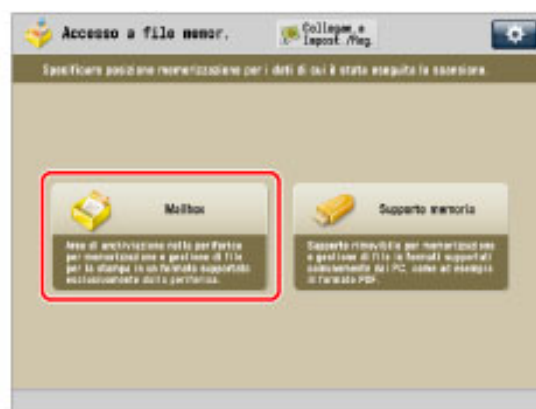 Accesso a file memor.
Collegam. a
Impost./Reg.
Specificare posizione memorizzazione per i dati di cui è stata eseguita la scansione.
Mailbox
Supporto memoria
Area di archiviazione nella periferica
per memorizzazione e gestione di file
per la stampa in un formato supportato
esclusivamente dalla periferica.
Supporto rimovibile per memorizzazione
e gestione di file in formati supportati
comunemente dai PC, come ad esempio
il formato PDF.